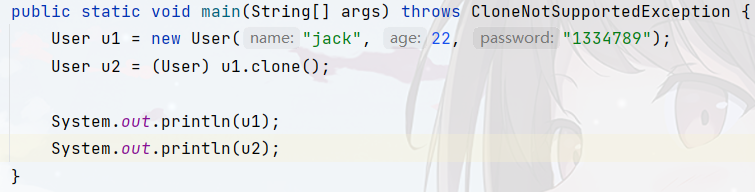 public static void main(String[] args) throws CloneNotSupportedException {
    User u1 = new User( name: "jack", age: 22, password: "1334789");
    User u2 = (User) u1.clone();

    System.out.println(u1);
    System.out.println(u2);
}